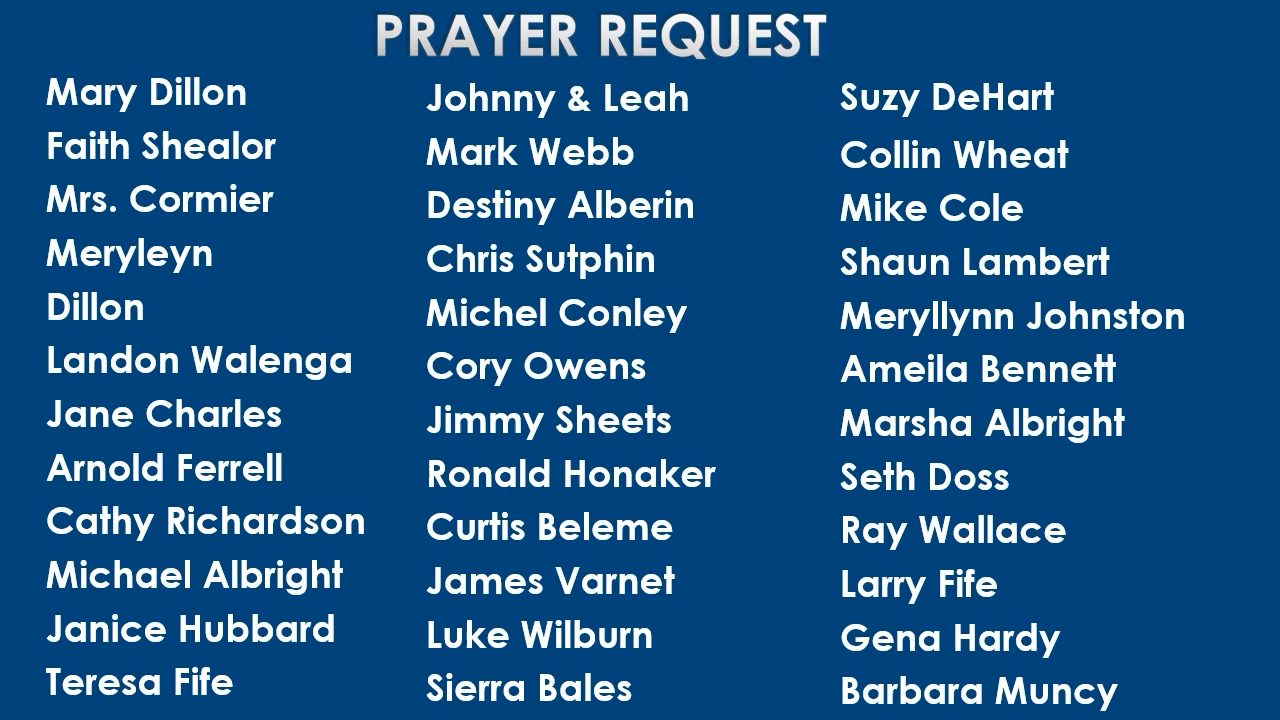 PRAYER REQUEST
Mary Dillon
Faith Shealor
Mrs. Cormier
Meryleyn
Dillon
Landon Walenga
Jane Charles
Arnold Ferrell
Cathy Richardson
Michael Albright
Janice Hubbard
Teresa Fife
Johnny & Leah
Mark Webb
Destiny Alberin
Chris Sutphin
Michel Conley
Cory Owens
Jimmy Sheets
Ronald Honaker
Curtis Beleme
James Varnet
Luke Wilburn
Sierra Bales
Suzy DeHart
Collin Wheat
Mike Cole
Shaun Lambert
Meryllynn Johnston
Ameila Bennett
Marsha Albright
Seth Doss
Ray Wallace
Larry Fife
Gena Hardy
Barbara Muncy